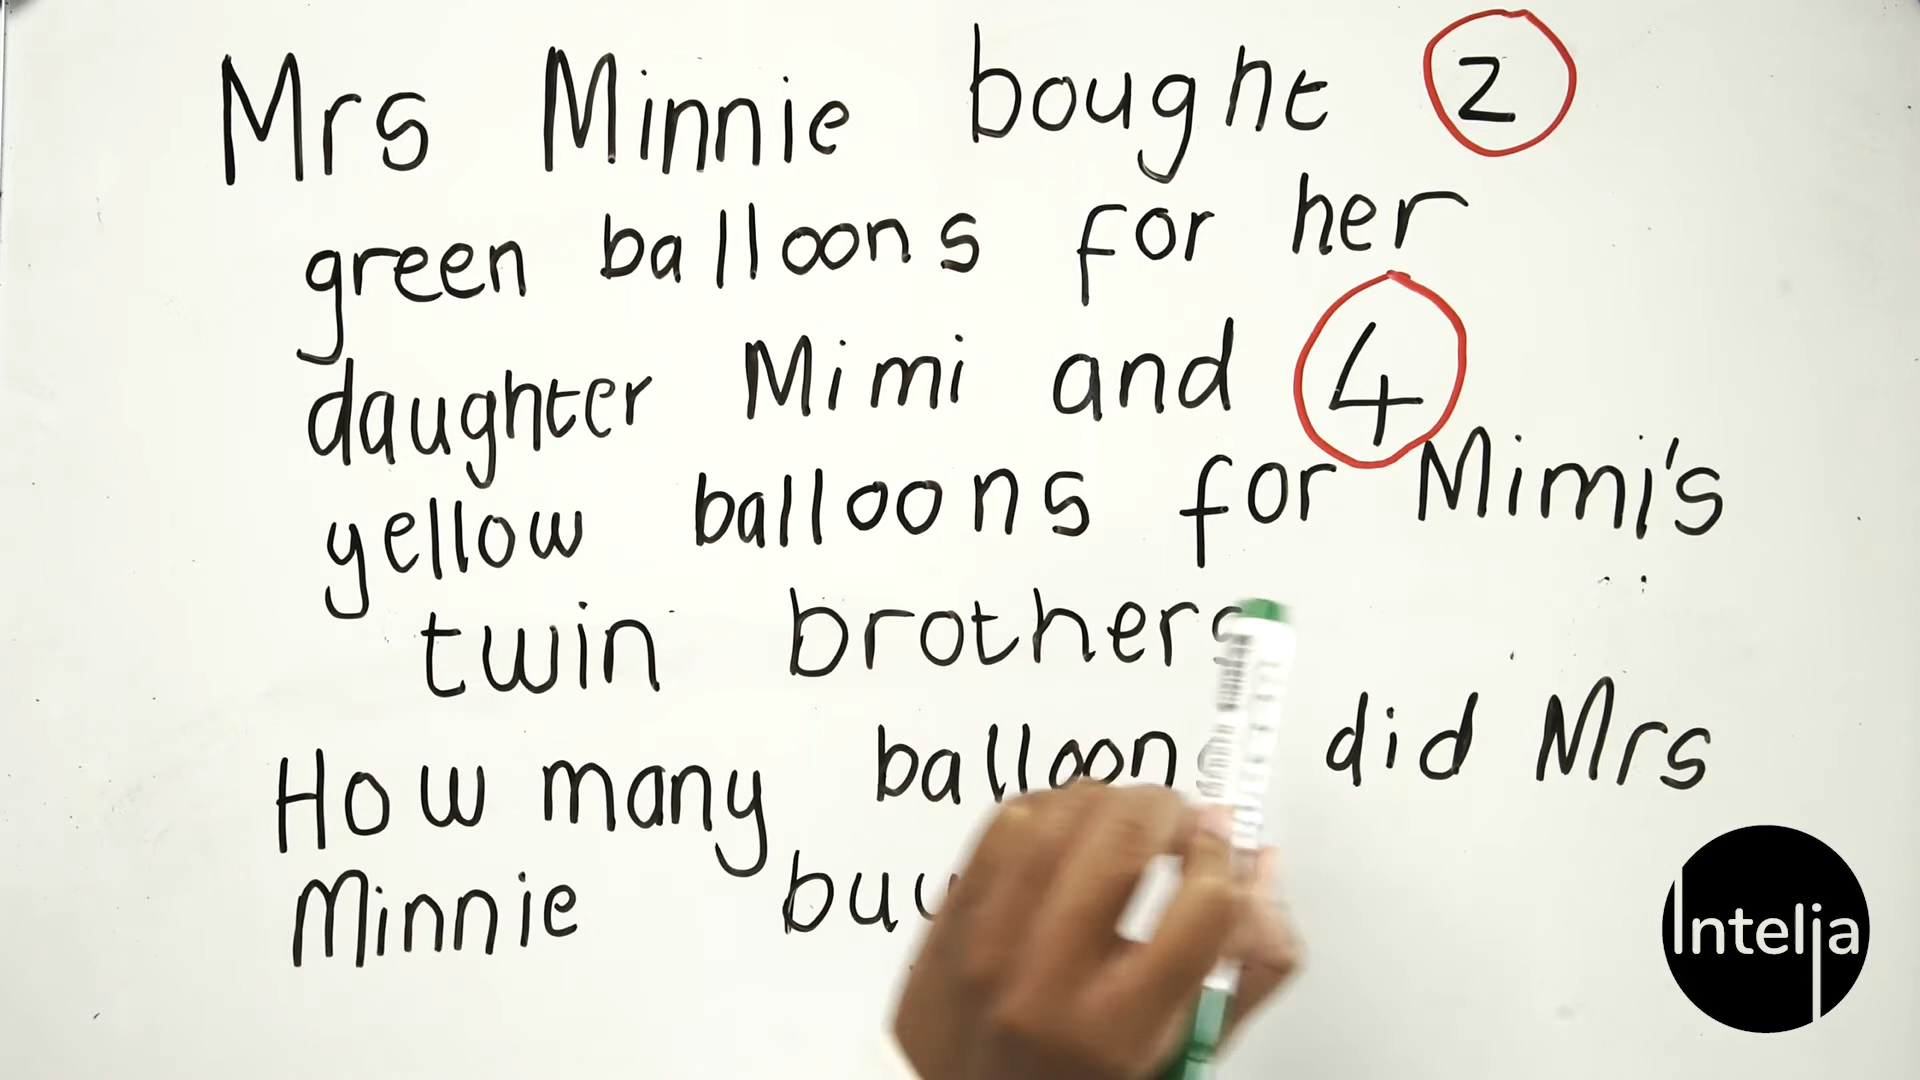 Mrs Minnie bought 2
green balloons for her
daughter Mimi and 4
yellow balloons for Mimi's
twin brothers
How many balloons did Mrs
Minnie
Intelja